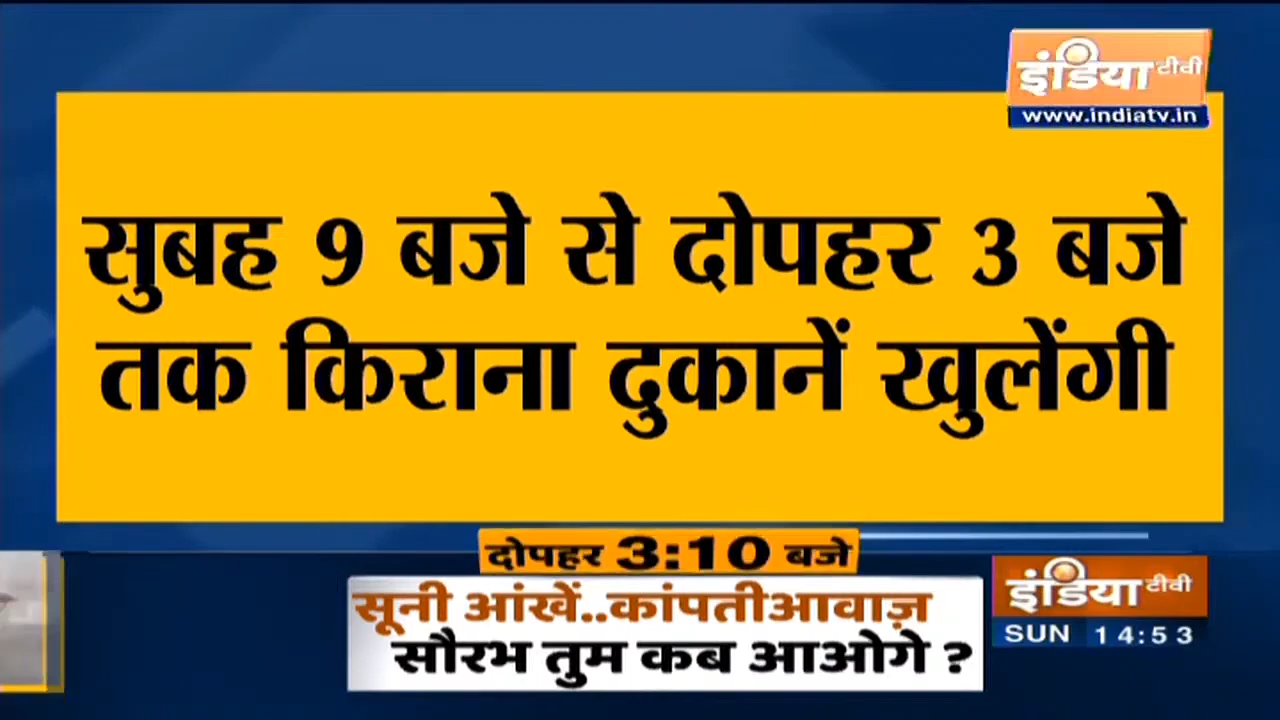 इंडिया टीवी
www.indiatv.in
सुबह 9 बजे से दोपहर 3 बजे
तक किराना दुकानें खुलेंगी
दोपहर 3:10 बजे
सूनी आंखें..कांपतीआवाज़
सौरभ तुम कब आओगे ?
इंडिया टीवी
SUN 14:53